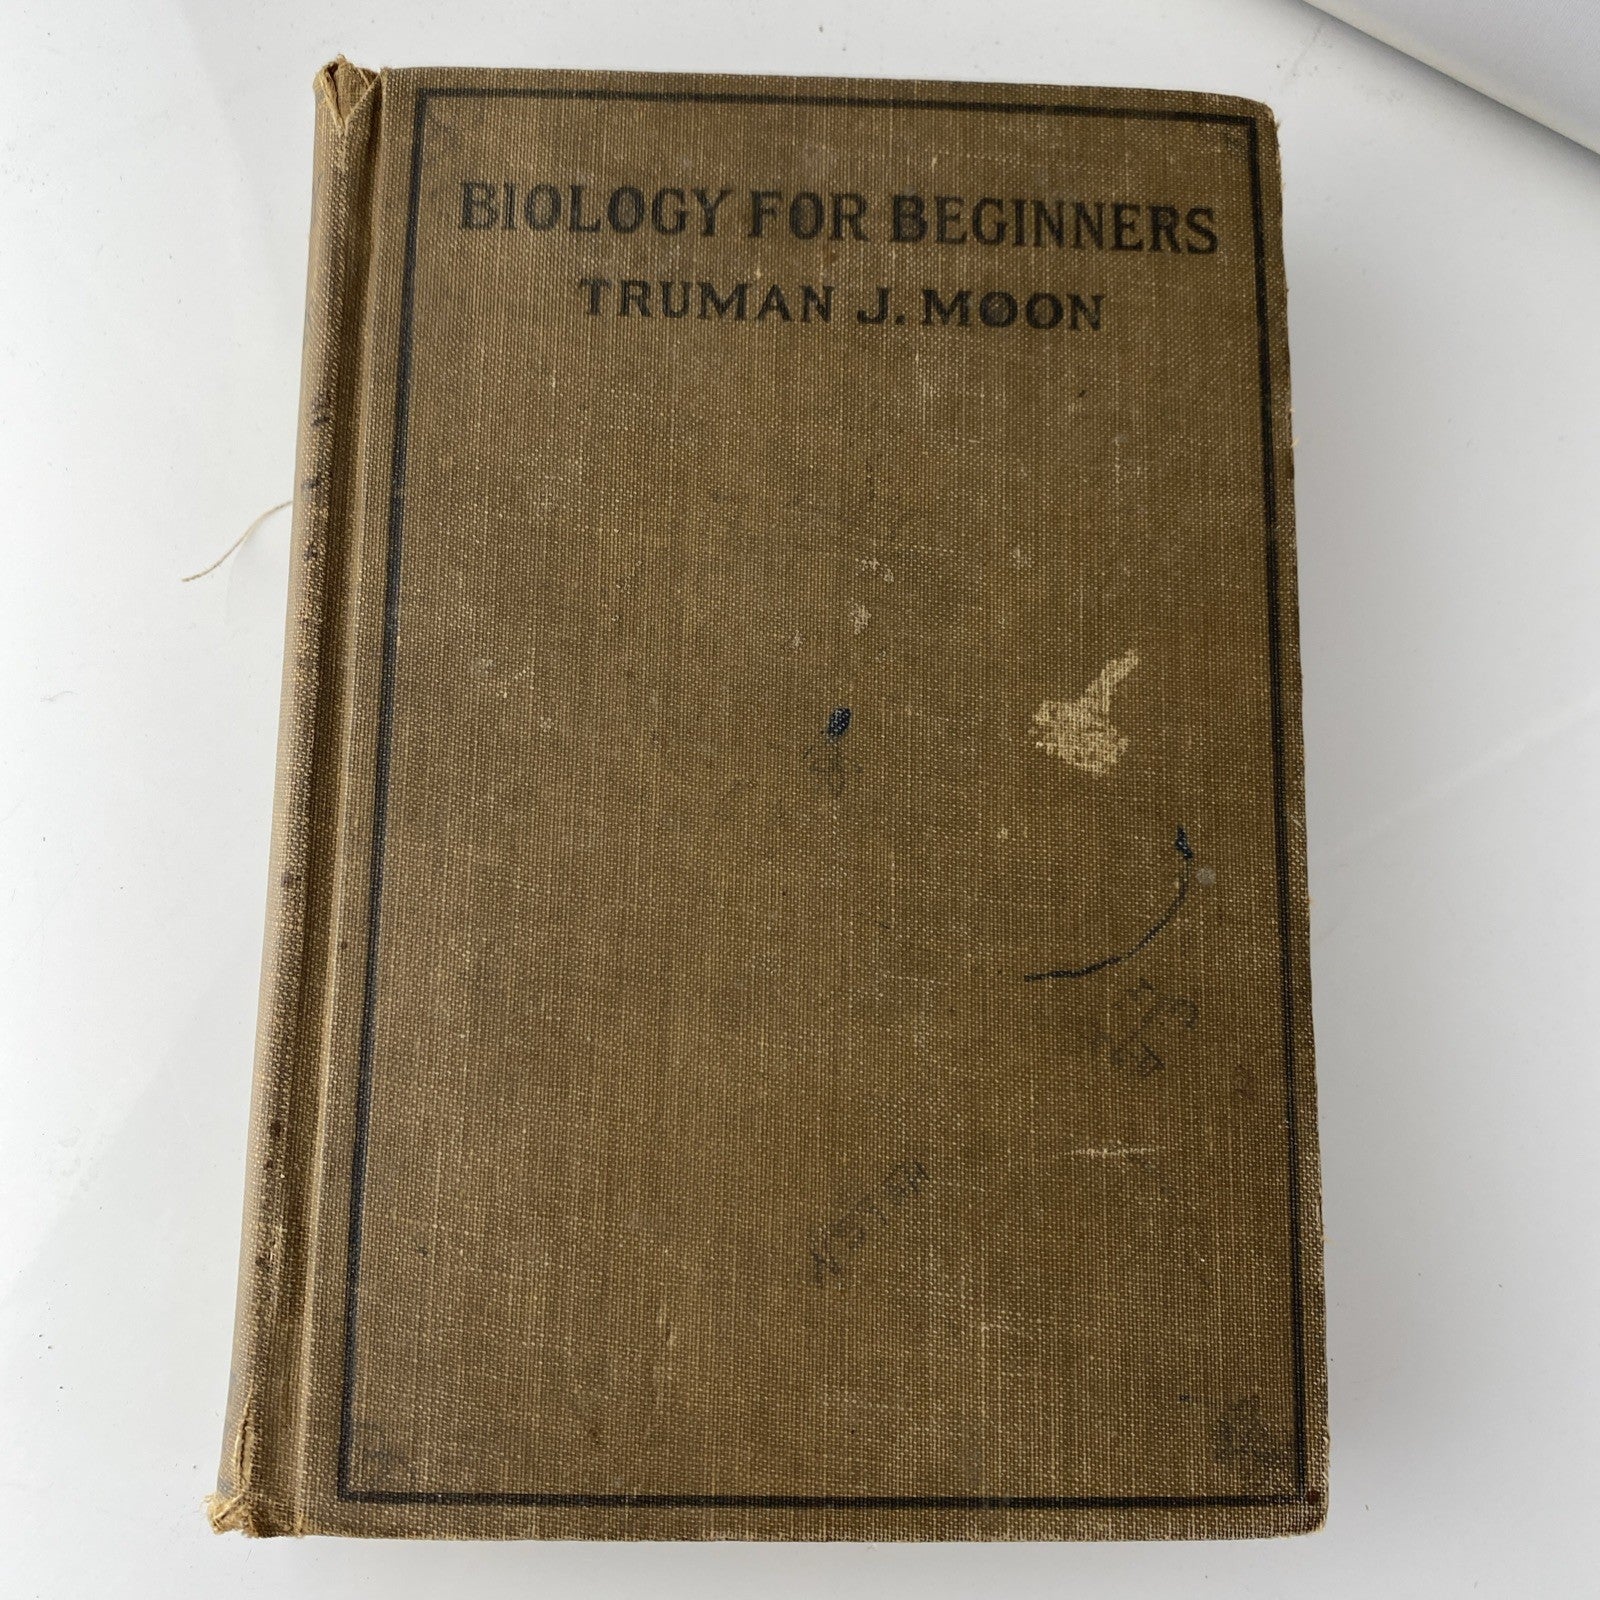 BIOLOGY FOR BEGINNERS
TRUMAN J. MOON